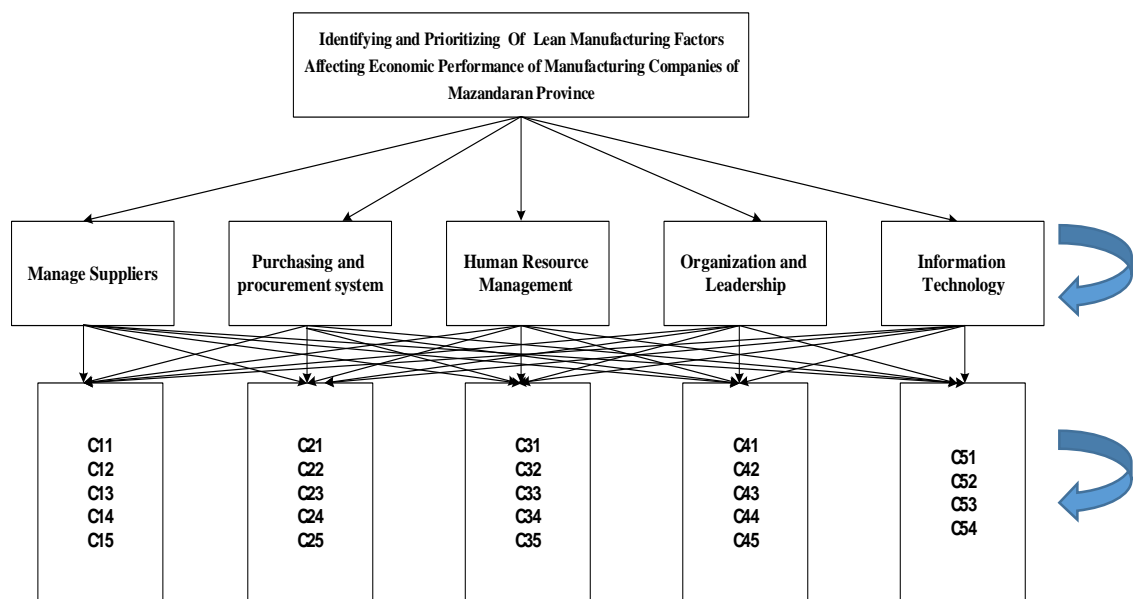 Identifying and Prioritizing Of Lean Manufacturing Factors
Affecting Economic Performance of Manufacturing Companies of
Mazandaran Province
Manage Suppliers
Purchasing and
procurement system
Human Resource
Management
Organization and
Leadership
Information
Technology
C11
C12
C13
C14
C15
C21
C22
C23
C24
C25
C31
C32
C33
C34
C35
C41
C42
C43
C44
C45
C51
C52
C53
C54